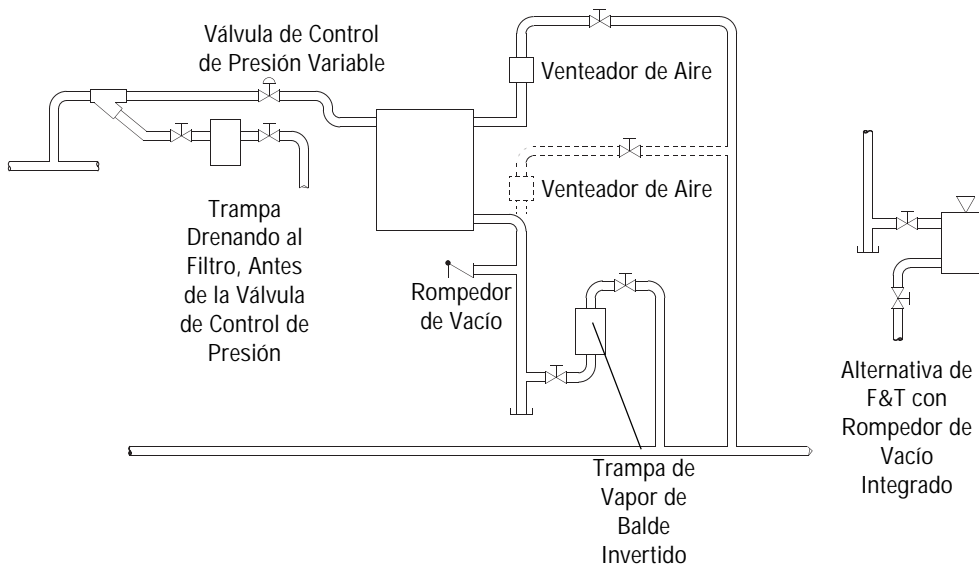 Válvula de Control
de Presión Variable
Venteador de Aire
Venteador de Aire
Trampa
Drenando al
Filtro, Antes
de la Válvula
de Control de
Presión
Rompedor
de Vacío
Trampa de
Vapor de
Balde
Invertido
Alternativa de
F&T con
Rompedor de
Vacío
Integrado